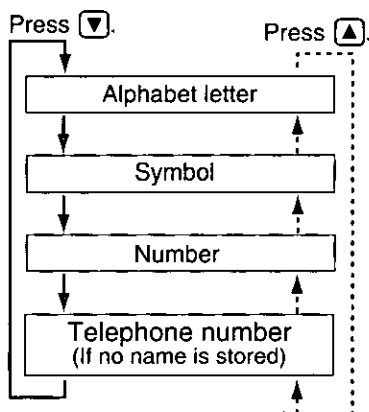 Press ▼.
Press ▲.
Alphabet letter
Symbol
Number
Telephone number
(If no name is stored)